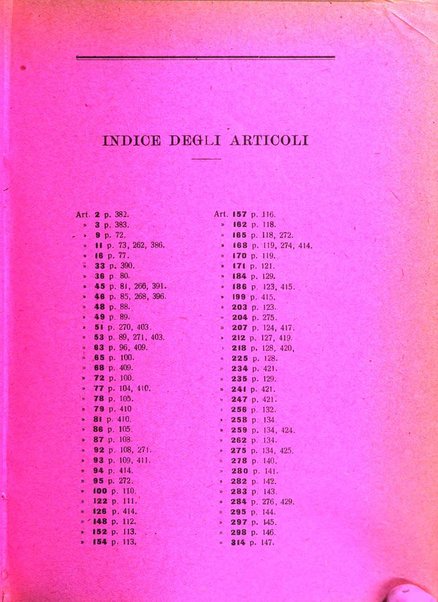 INDICE DEGLI ARTICOLI
Art. 2 p. 382.
» 3 p. 383.
» 9 p. 72.
» 11 p. 73, 262, 386.
» 16 p. 77.
» 33 p. 390.
» 36 p. 80.
» 45 p. 81, 266, 391.
» 46 p. 85, 268, 396.
» 48 p. 88.
» 49 p. 89.
» 51 p. 270, 403.
» 53 p. 89, 271, 403.
» 63 p. 96, 409.
» 65 p. 100.
» 68 p. 409.
» 72 p. 100.
» 77 p. 104, 410.
» 78 p. 105.
» 79 p. 410
» 81 p. 410.
» 86 p. 105.
» 87 p. 108.
» 92 p. 108, 271.
» 93 p. 109, 411.
» 94 p. 414.
» 95 p. 272.
» 100 p. 110.
» 122 p. 111.
» 126 p. 414.
» 148 p. 112.
» 152 p. 113.
» 154 p. 113.
Art. 157 p. 116.
» 162 p. 118.
» 165 p. 118, 272.
» 168 p. 119, 274, 414.
» 170 p. 119.
» 171 p. 121.
» 184 p. 129.
» 186 p. 123, 415.
» 199 p. 415.
» 203 p. 123.
» 204 p. 275.
» 207 p. 124, 417.
» 212 p. 127, 419.
» 218 p. 128, 420.
» 225 p. 128.
» 234 p. 421.
» 235 p. 129.
» 241 p. 421.
» 247 p. 421.
» 256 p. 132.
» 258 p. 134.
» 259 p. 134, 424.
» 262 p. 134.
» 275 p. 134, 425.
» 278 p. 140.
» 280 p. 141.
» 282 p. 142.
» 283 p. 143.
» 284 p. 276, 429.
» 295 p. 144.
» 297 p. 145.
» 298 p. 146.
» 314 p. 147.